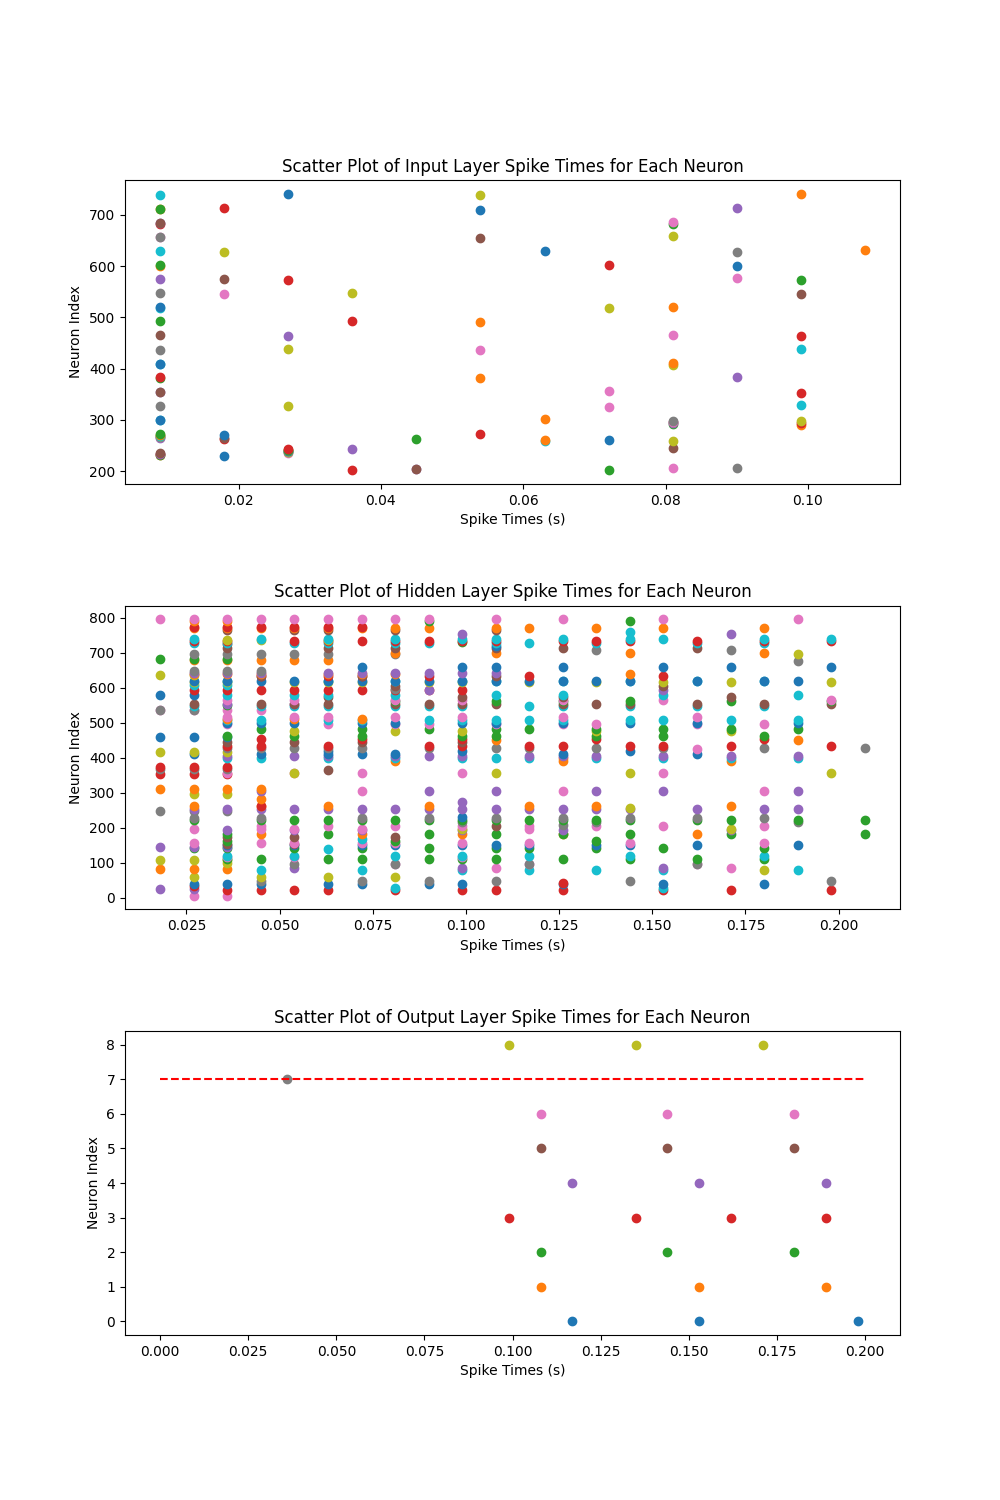 Scatter Plot of Input Layer Spike Times for Each Neuron
Neuron Index
700
600
500
400
300
200
0.02 0.04 0.06 0.08 0.10
Spike Times (s)
Scatter Plot of Hidden Layer Spike Times for Each Neuron
Neuron Index
800
700
600
500
400
300
200
100
0
0.025 0.050 0.075 0.100 0.125 0.150 0.175 0.200
Spike Times (s)
Scatter Plot of Output Layer Spike Times for Each Neuron
Neuron Index
8
7
6
5
4
3
2
1
0
0.000 0.025 0.050 0.075 0.100 0.125 0.150 0.175 0.200
Spike Times (s)